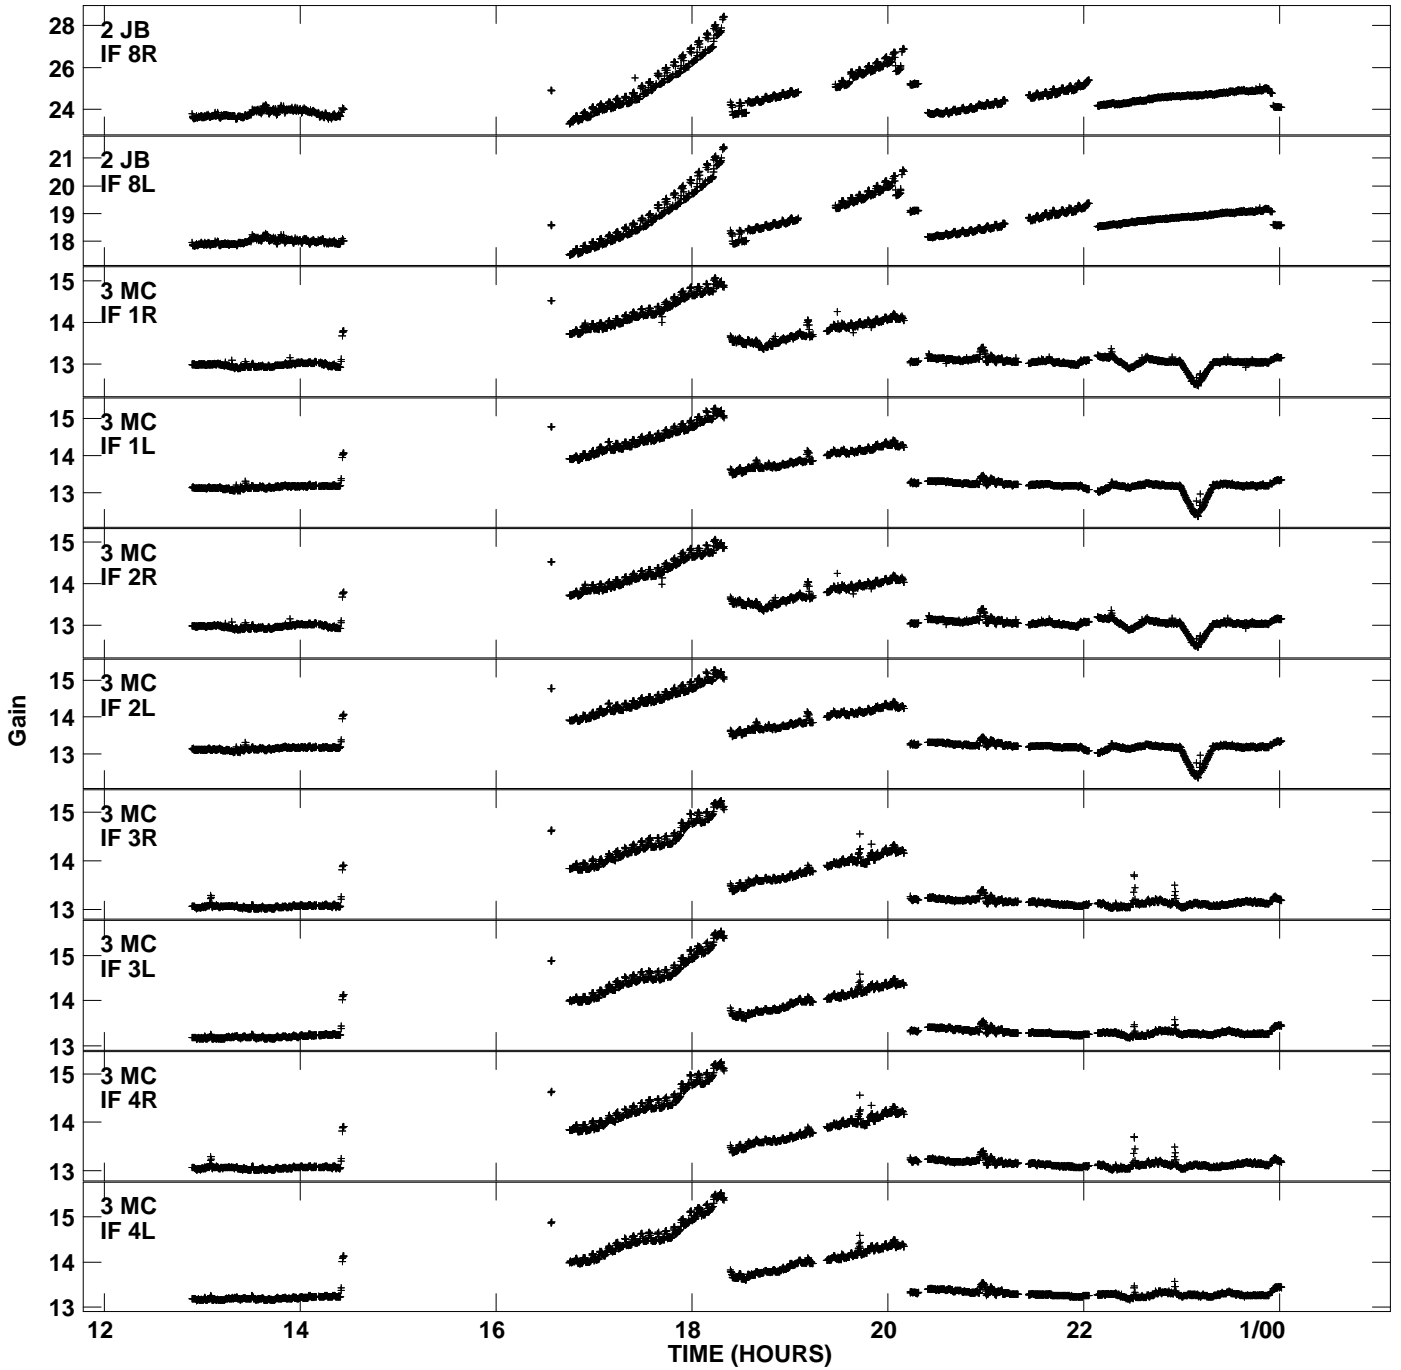 2 JB
IF 8R
28
26
24
2 JB
IF 8L
21
20
19
18
3 MC
IF 1R
15
14
13
3 MC
IF 1L
15
14
13
3 MC
IF 2R
15
14
13
3 MC
IF 2L
15
14
13
Gain
3 MC
IF 3R
15
14
13
3 MC
IF 3L
15
14
13
3 MC
IF 4R
15
14
13
3 MC
IF 4L
15
14
13
12 14 16 18 20 22 1/00
TIME (HOURS)